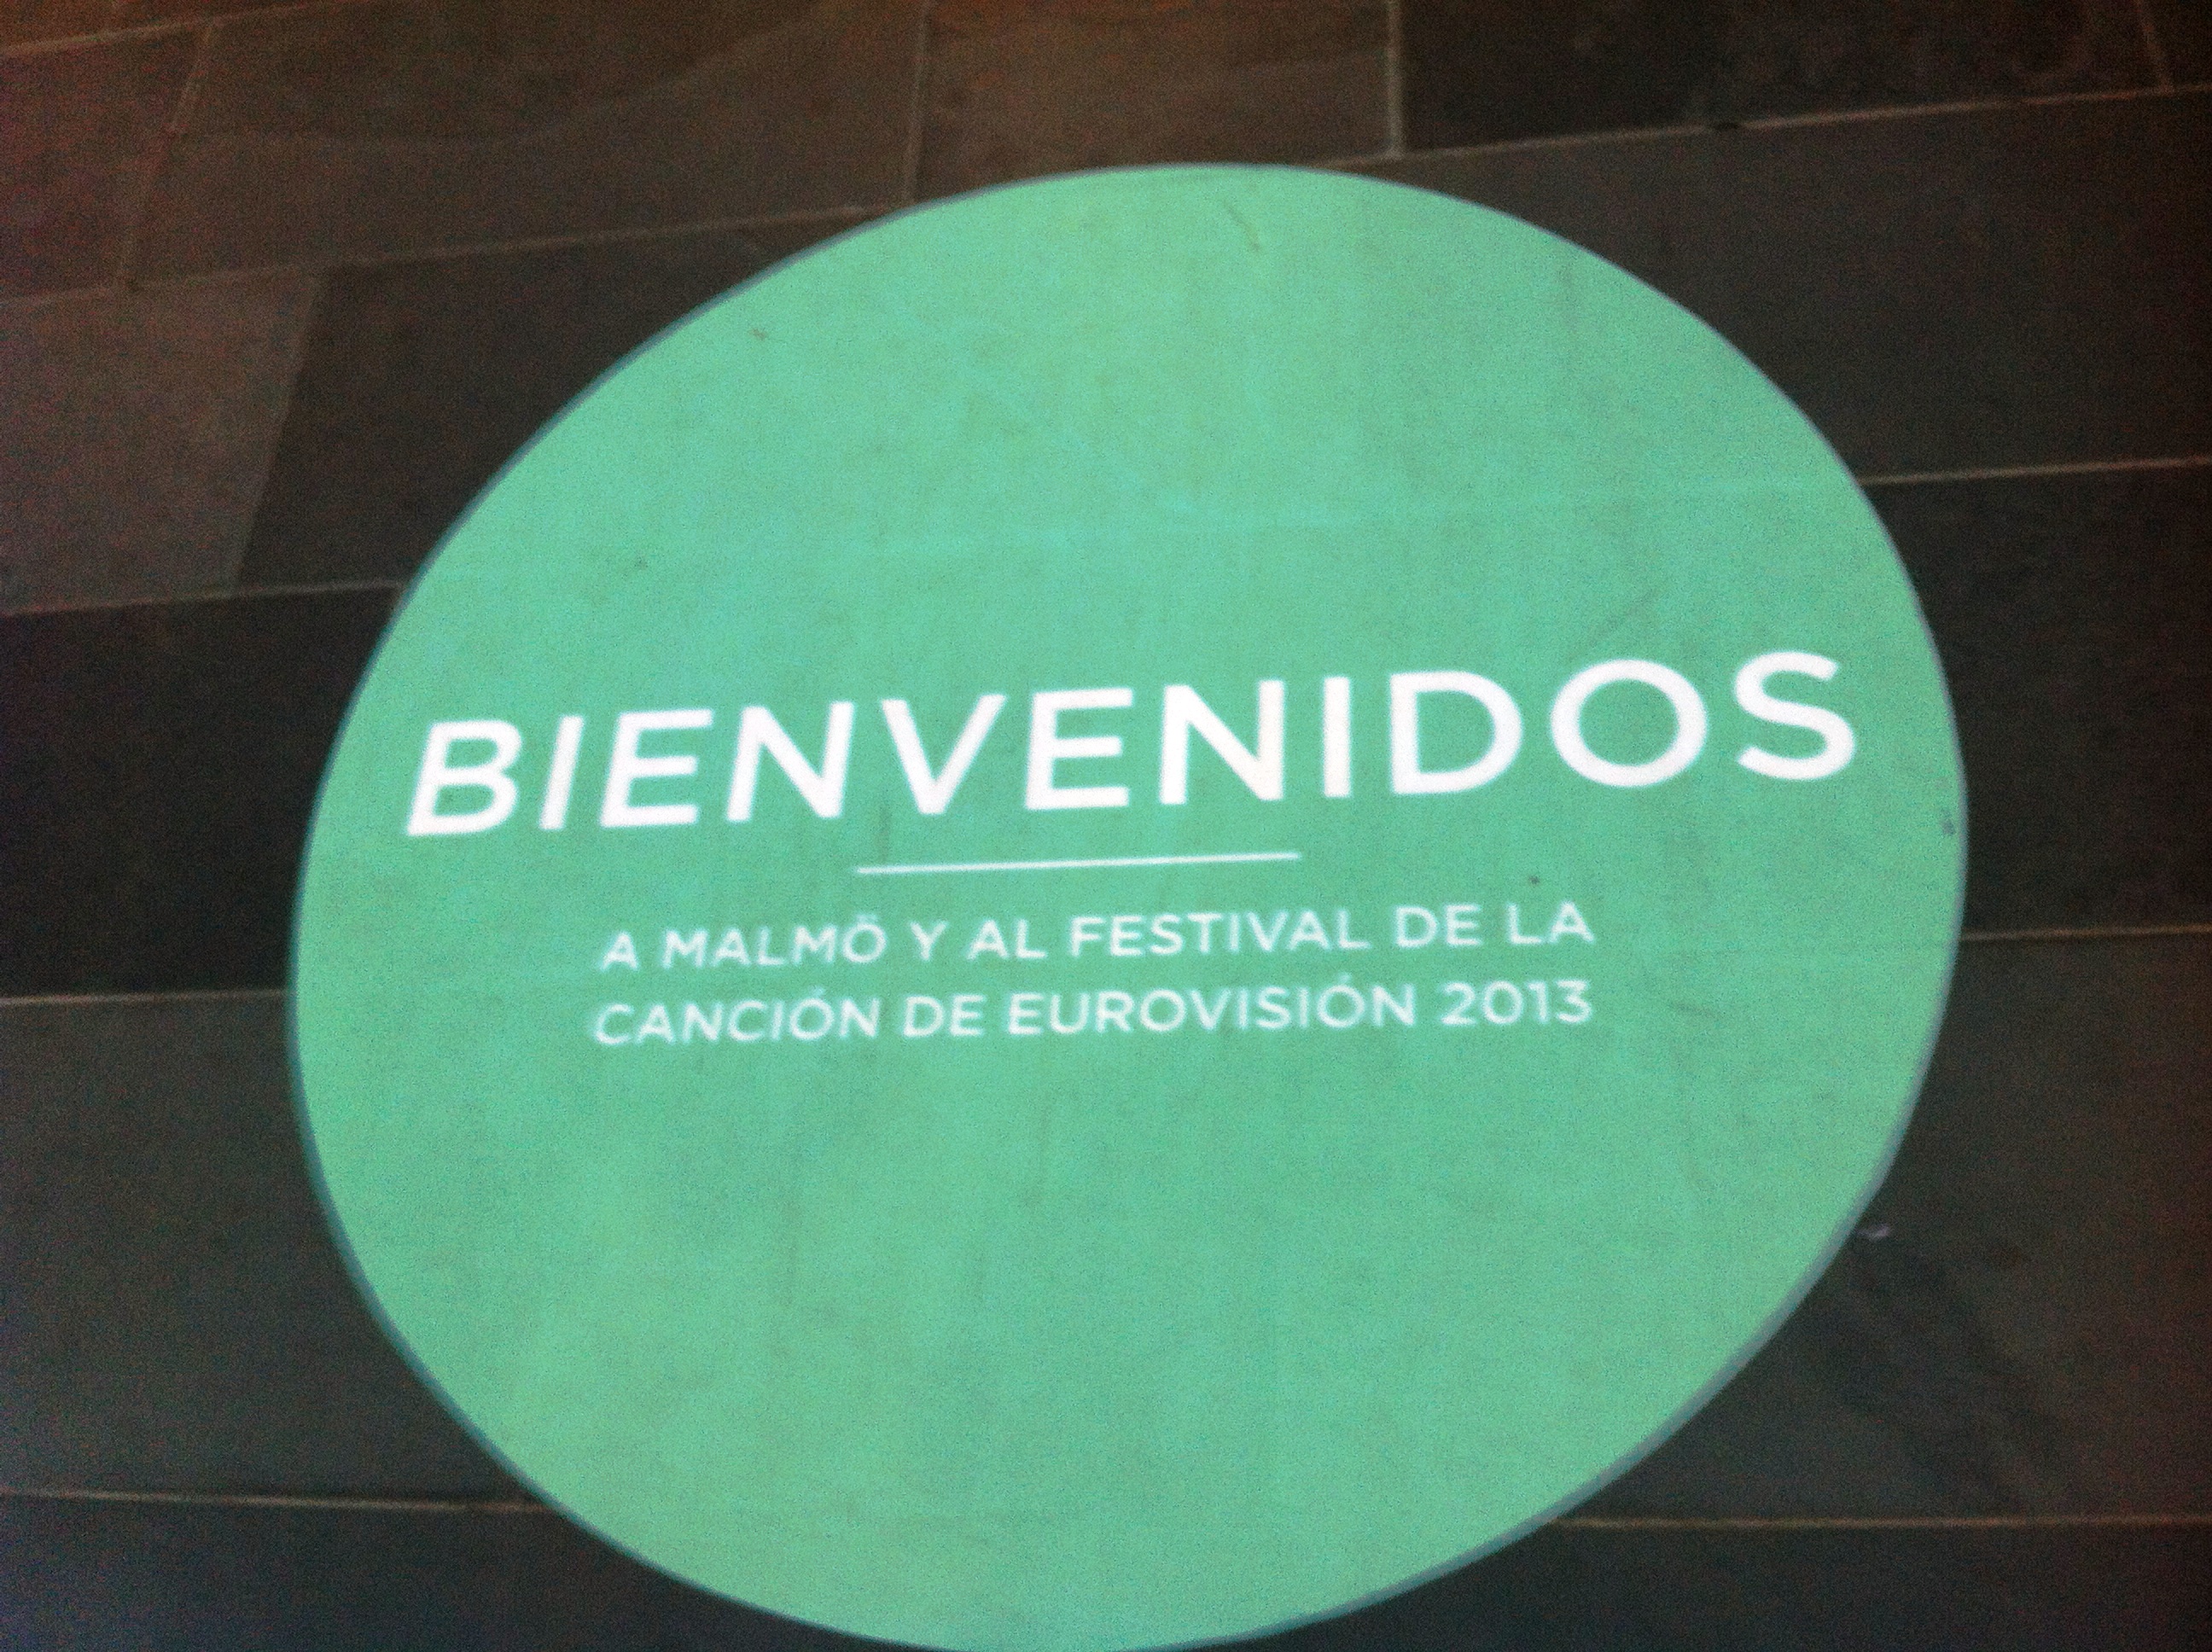 BIENVENIDOS
A MALMÖ Y AL FESTIVAL DE LA
CANCIÓN DE EUROVISIÓN 2013